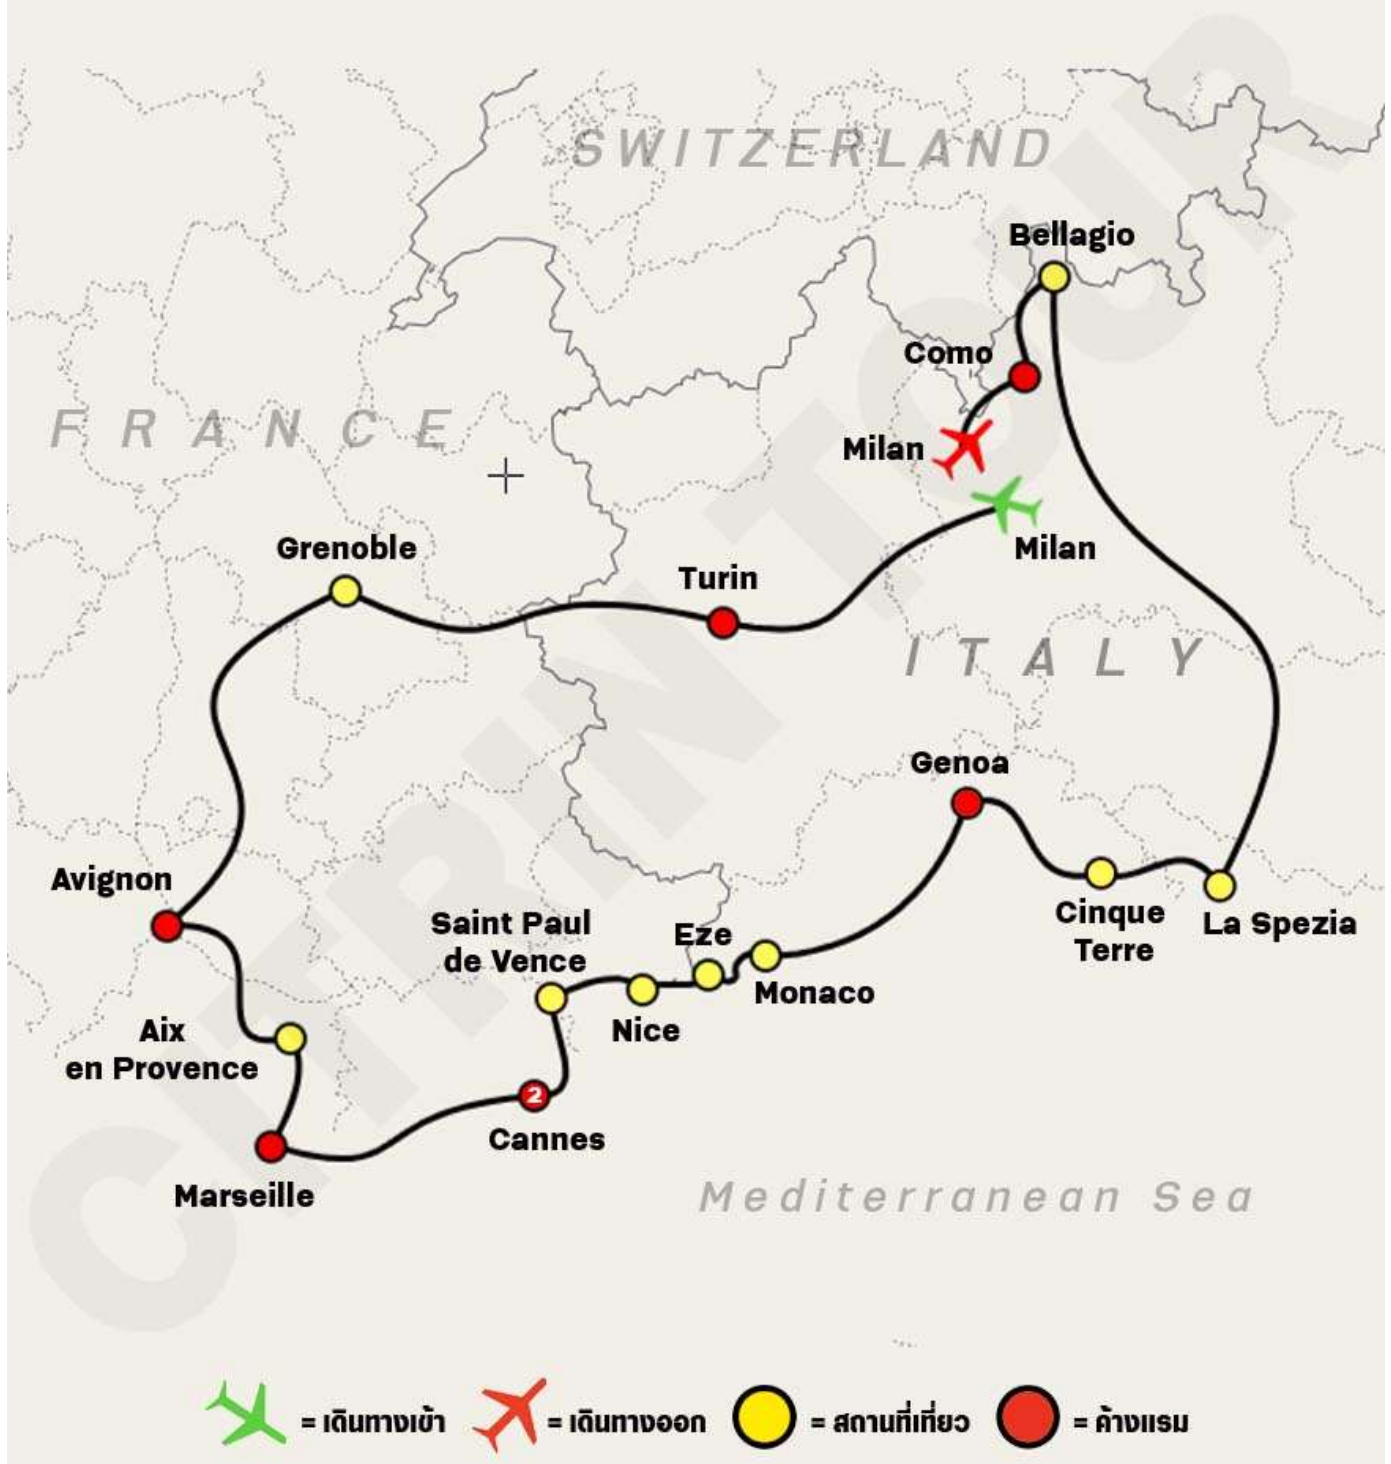 SWITZERLAND
Bellagio
Como
FRANCE
Milan
Grenoble
Milan
Turin
ITALY
Genoa
Avignon
Saint Paul
de Vence
Eze
Cinque
Terre
La Spezia
Monaco
Nice
Aix
en Provence
2
Cannes
Marseille
Mediterranean Sea
CITRIN TOUR
= เดินทางเข้า
= เดินทางออก
= สถานที่เที่ยว
= ค้างแรม